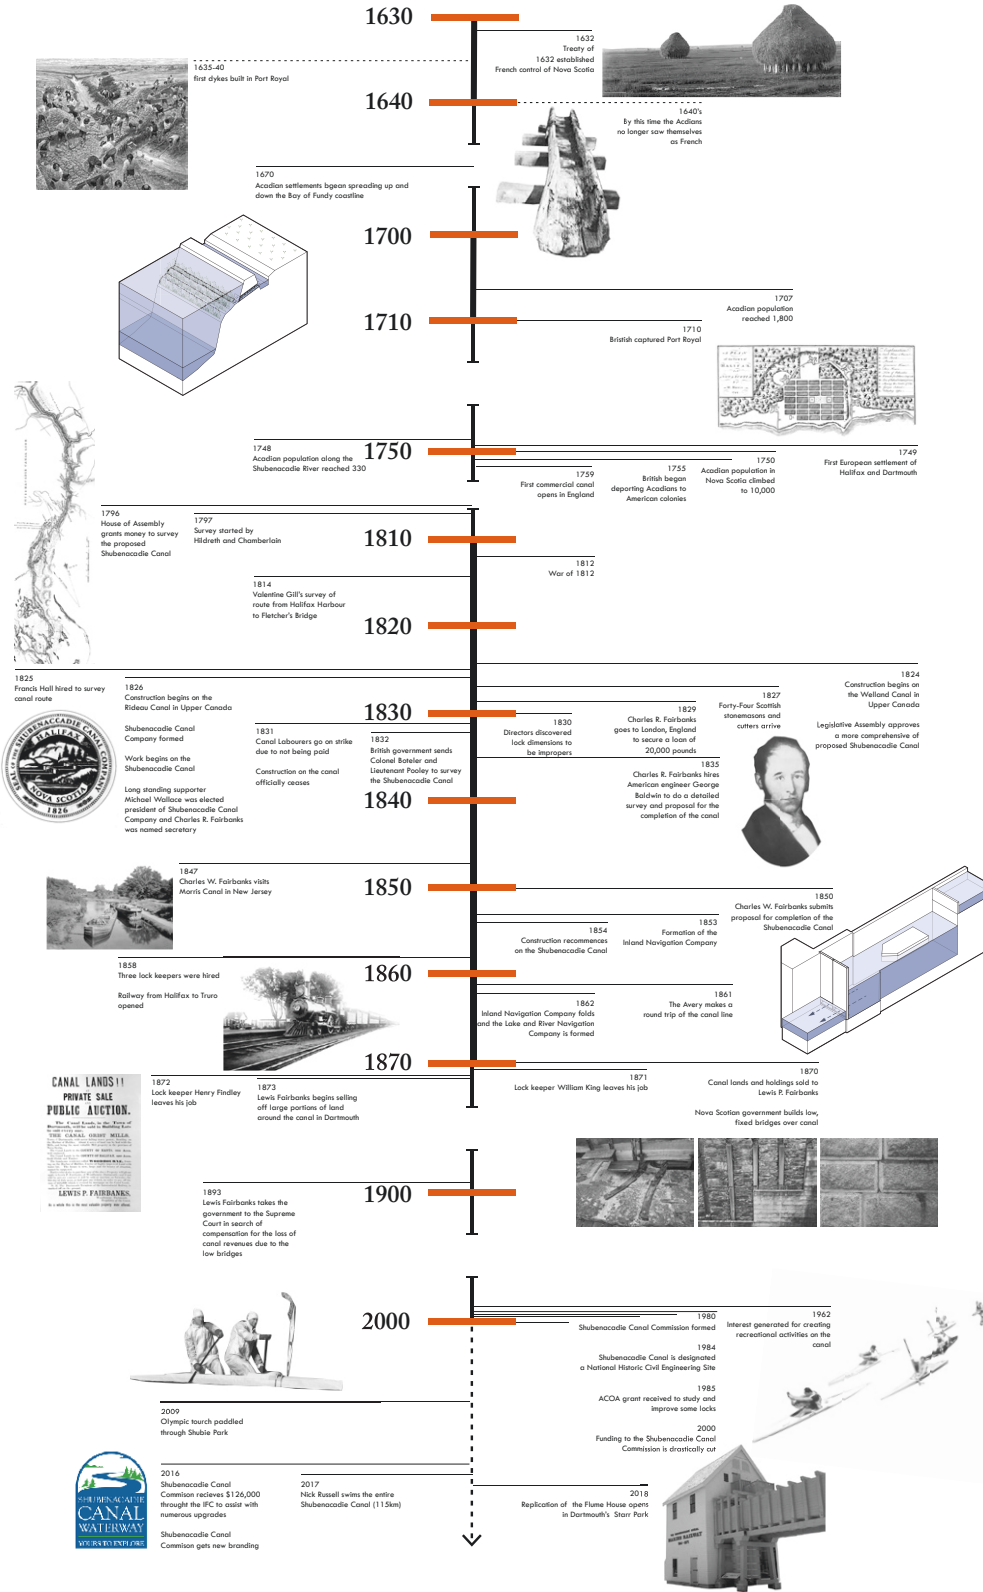 1630
1632
Treaty of
1632 established
French control of Nova Scotia
1635-40
first dykes built in Port Royal
1640
1640's
By this time the Acdians
no longer saw themselves
as French
1670
Acadian settlements bgean spreading up and
down the Bay of Fundy coastline
1700
1707
Acadian population
reached 1,800
1710
1710
Bristish captured Port Royal
1748
Acadian population along the
Shubenacadie River reached 330
1750
1749
First European settlement of
Halifax and Dartmouth
1750
Acadian population in
Nova Scotia climbed
to 10,000
1755
British began
deporting Acadians to
American colonies
1759
First commercial canal
opens in England
1796
House of Assembly
grants money to survey
the proposed
Shubenacadie Canal
1797
Survey started by
Hildreth and Chamberlain
1810
1812
War of 1812
1814
Valentine Gill's survey of
route from Halifax Harbour
to Fletcher's Bridge
1820
1824
Construction begins on
the Welland Canal in
Upper Canada
Legislative Assembly approves
a more comprehensive of
proposed Shubenacadie Canal
1825
Francis Hall hired to survey
canal route
1826
Construction begins on the
Rideau Canal in Upper Canada
Shubenacadie Canal
Company formed
Work begins on the
Shubenacadie Canal
Long standing supporter
Michael Wallace was elected
president of Shubenacadie Canal
Company and Charles R. Fairbanks
was named secretary
SEAL OF THE SHUBENACCADIE CANAL COMPANY
HALIFAX
NOVA SCOTIA
1826
1827
Forty-Four Scottish
stonemasons and
cutters arrive
1829
Charles R. Fairbanks
goes to London, England
to secure a loan of
20,000 pounds
1830
1830
Directors discovered
lock dimensions to
be impropers
1831
Canal Labourers go on strike
due to not being paid
Construction on the canal
officially ceases
1832
British government sends
Colonel Boteler and
Lieutenant Pooley to survey
the Shubenacadie Canal
1835
Charles R. Fairbanks hires
American engineer George
Baldwin to do a detailed
survey and proposal for the
completion of the canal
1840
1847
Charles W. Fairbanks visits
Morris Canal in New Jersey
1850
1850
Charles W. Fairbanks submits
proposal for completion of the
Shubenacadie Canal
1853
Formation of the
Inland Navigation Company
1854
Construction recommences
on the Shubenacadie Canal
1858
Three lock keepers were hired
Railway from Halifax to Truro
opened
1860
1861
The Avery makes a
round trip of the canal line
1862
Inland Navigation Company folds
and the Lake and River Navigation
Company is formed
1870
1870
Canal lands and holdings sold to
Lewis P. Fairbanks
Nova Scotian government builds low,
fixed bridges over canal
1871
Lock keeper William King leaves his job
1872
Lock keeper Henry Findley
leaves his job
1873
Lewis Fairbanks begins selling
off large portions of land
around the canal in Dartmouth
CANAL LANDS!!
PRIVATE SALE
PUBLIC AUCTION.
THE CANAL GRIST MILLS.
LEWIS P. FAIRBANKS.
1893
Lewis Fairbanks takes the
government to the Supreme
Court in search of
compensation for the loss of
canal revenues due to the
low bridges
1900
1962
Interest generated for creating
recreational activities on the
canal
1980
Shubenacadie Canal Commission formed
2000
1984
Shubenacadie Canal is designated
a National Historic Civil Engineering Site
1985
ACOA grant received to study and
improve some locks
2000
Funding to the Shubenacadie Canal
Commission is drastically cut
2009
Olympic tourch paddled
through Shubie Park
2016
Shubenacadie Canal
Commison recieves $126,000
throught the IFC to assist with
numerous upgrades
Shubenacadie Canal
Commison gets new branding
SHUBENACADIE
CANAL
WATERWAY
YOURS TO EXPLORE
2017
Nick Russell swims the entire
Shubenacadie Canal (115km)
2018
Replication of the Flume House opens
in Dartmouth's Starr Park